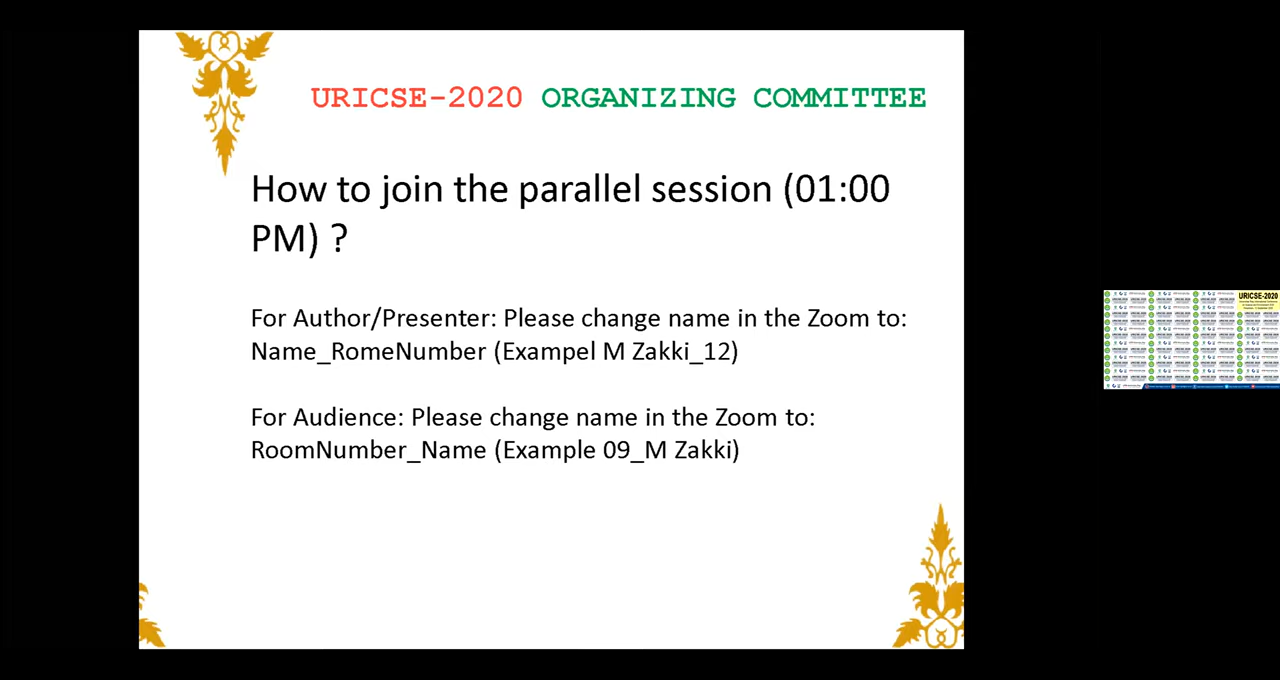 URICSE-2020 ORGANIZING COMMITTEE
How to join the parallel session (01:00
PM) ?
For Author/Presenter: Please change name in the Zoom to:
Name_RomeNumber (Exampel M Zakki_12)
For Audience: Please change name in the Zoom to:
RoomNumber_Name (Example 09_M Zakki)
URICSE-2020